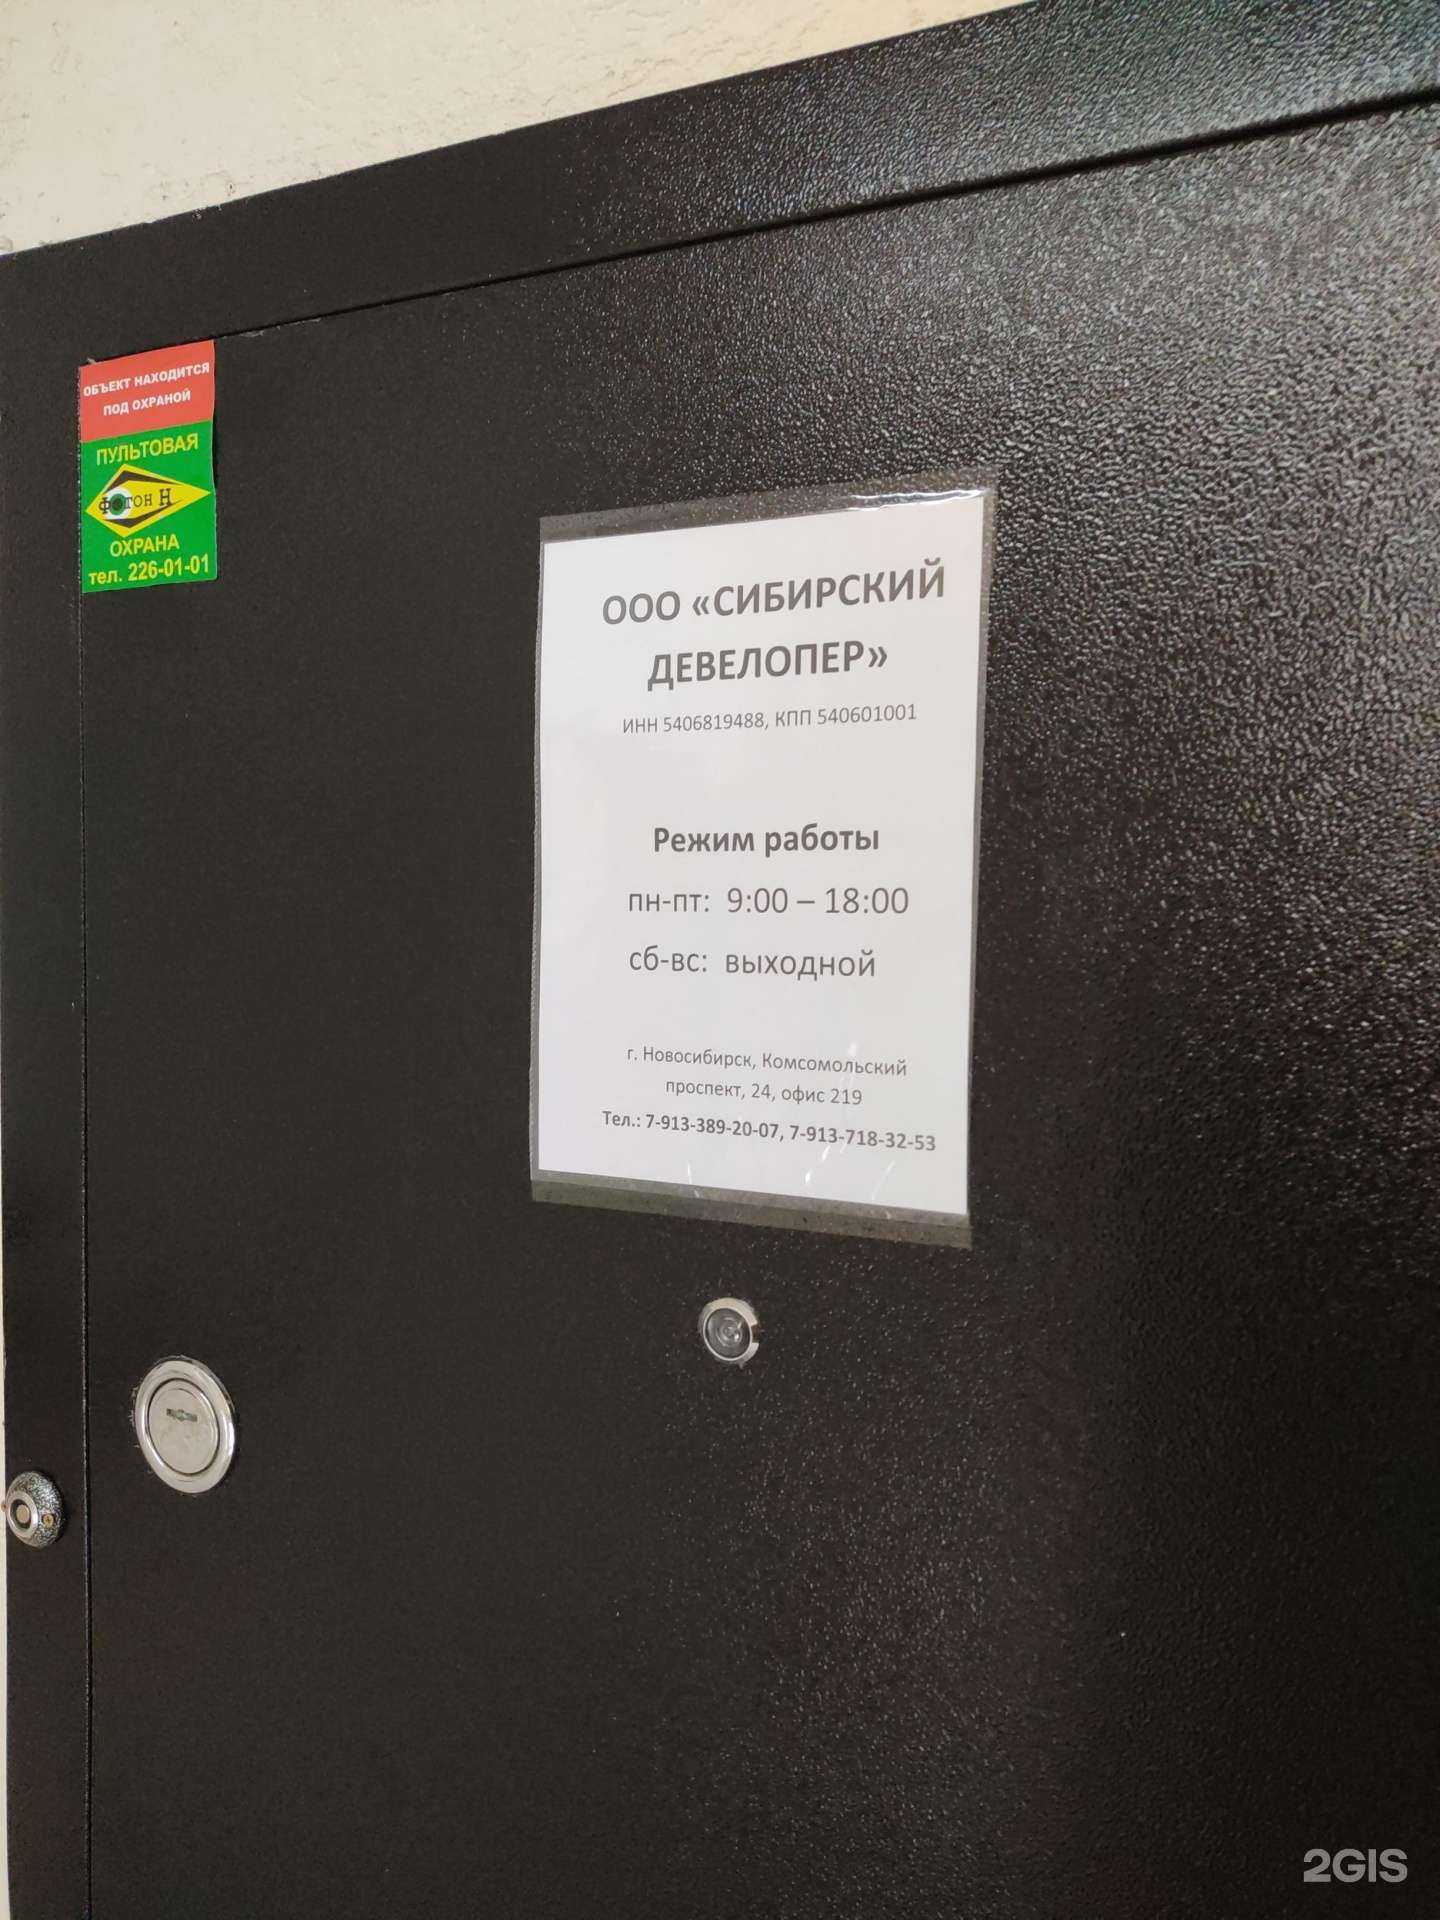 ОБЪЕКТ НАХОДИТСЯ
ПОД ОХРАНОЙ
ПУЛЬТОВАЯ
ФОТОН Н
ОХРАНА
тел. 226-01-01
ООО «СИБИРСКИЙ
ДЕВЕЛОПЕР»
ИНН 5406819488, КПП 540601001
Режим работы
пн-пт: 9:00 – 18:00
сб-вс: выходной
г. Новосибирск, Комсомольский
проспект, 24, офис 219
Тел.: 7-913-389-20-07, 7-913-718-32-53
2GIS